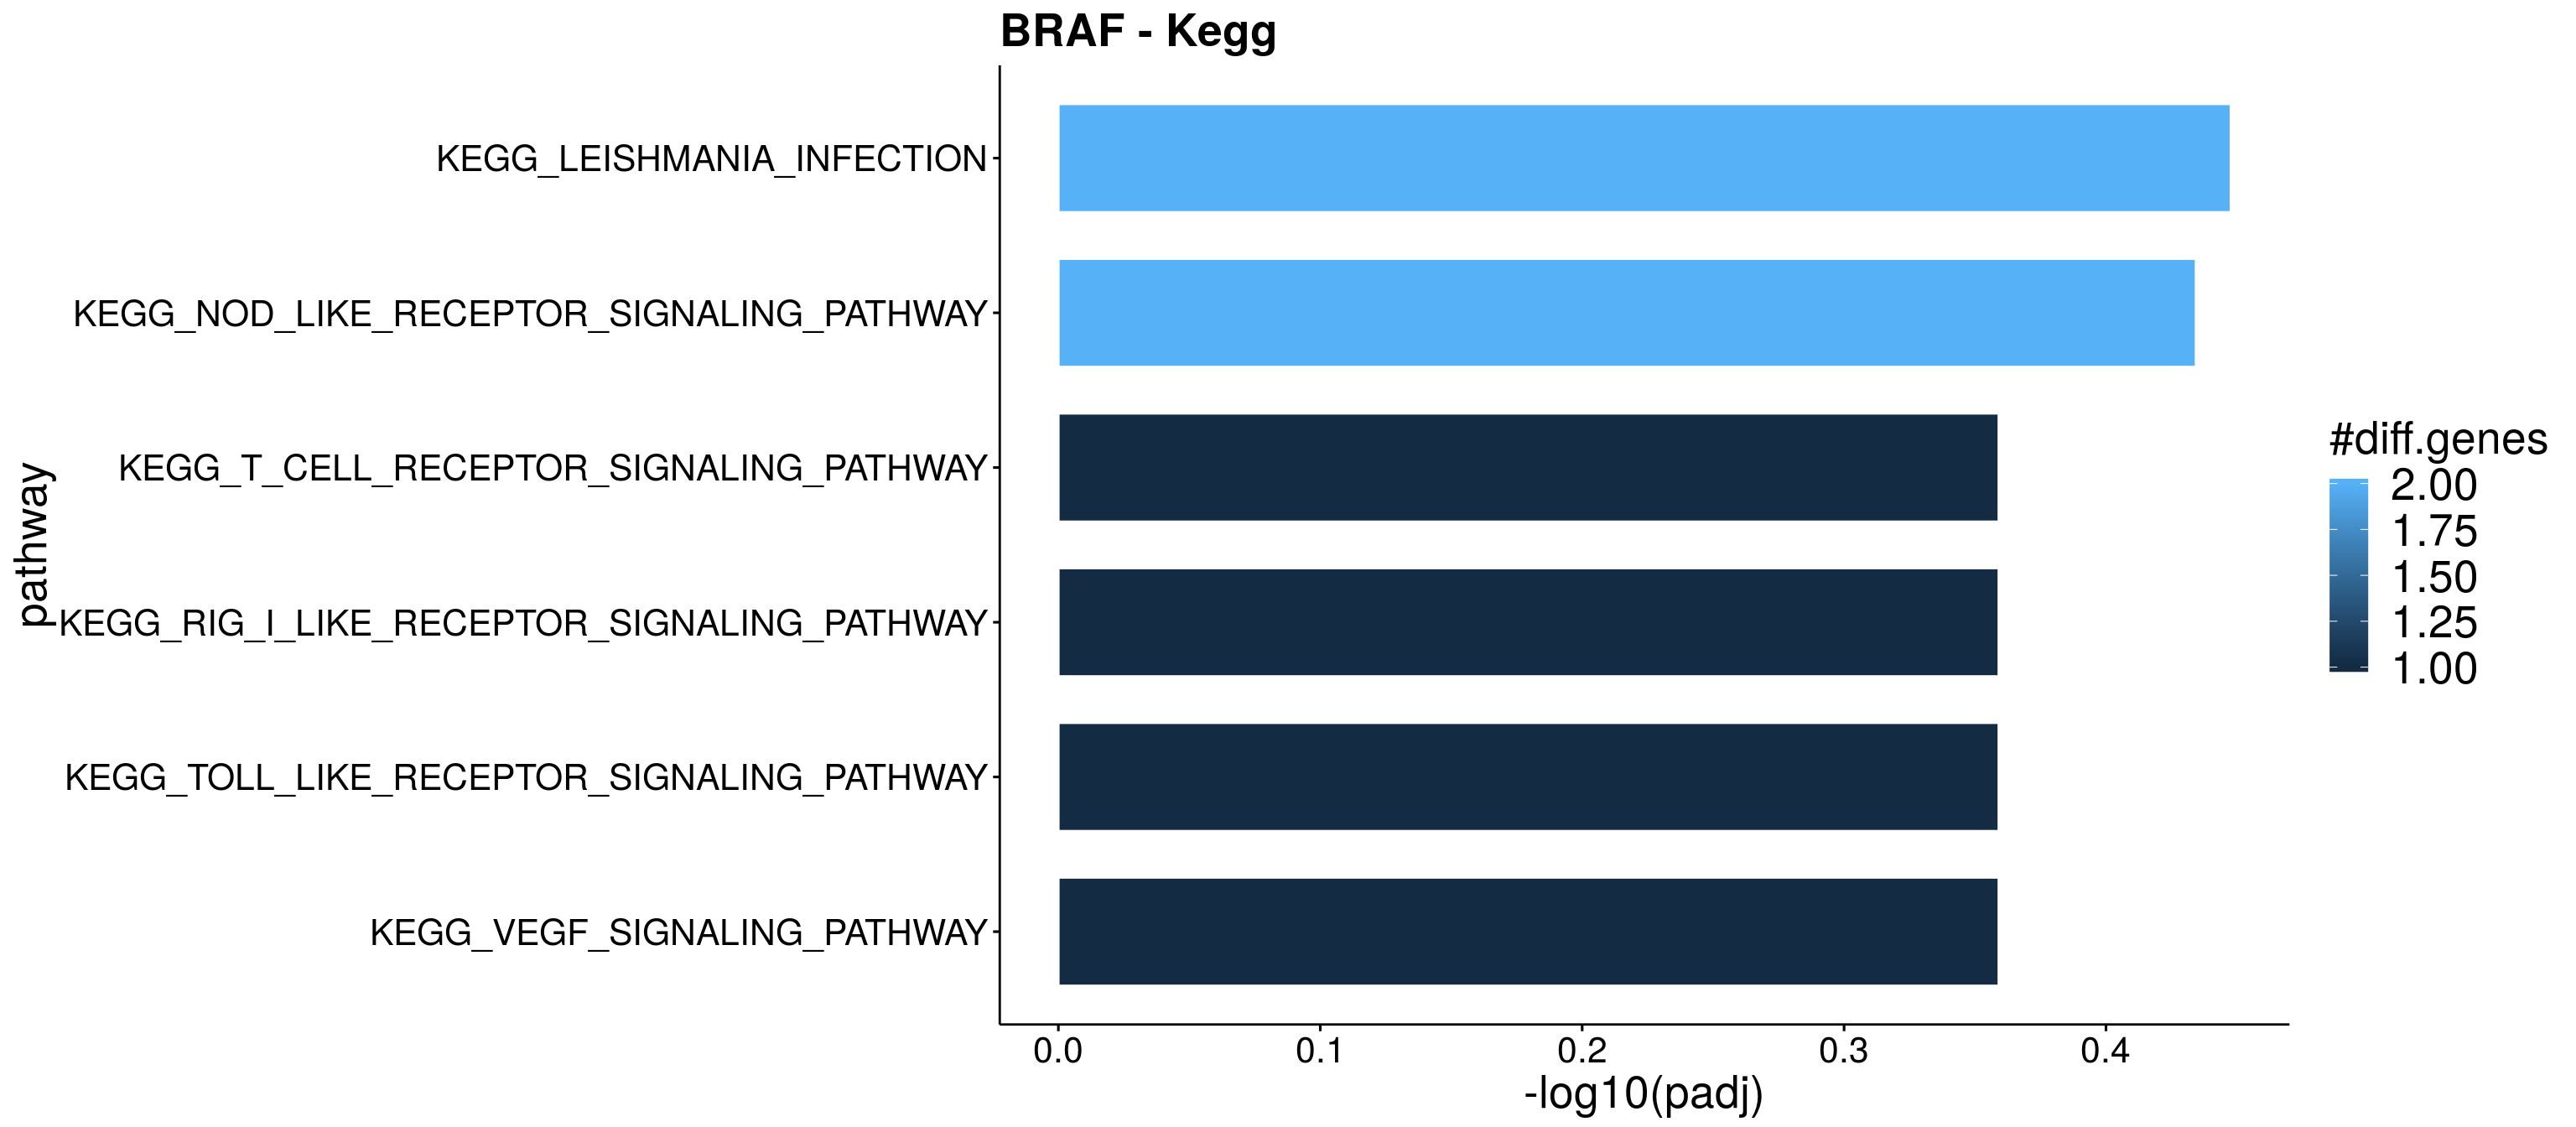 BRAF - Kegg
pathway
KEGG_LEISHMANIA_INFECTION
KEGG_NOD_LIKE_RECEPTOR_SIGNALING_PATHWAY
KEGG_T_CELL_RECEPTOR_SIGNALING_PATHWAY
KEGG_RIG_I_LIKE_RECEPTOR_SIGNALING_PATHWAY
KEGG_TOLL_LIKE_RECEPTOR_SIGNALING_PATHWAY
KEGG_VEGF_SIGNALING_PATHWAY
0.0 0.1 0.2 0.3 0.4
-log10(padj)
#diff.genes
2.00
1.75
1.50
1.25
1.00